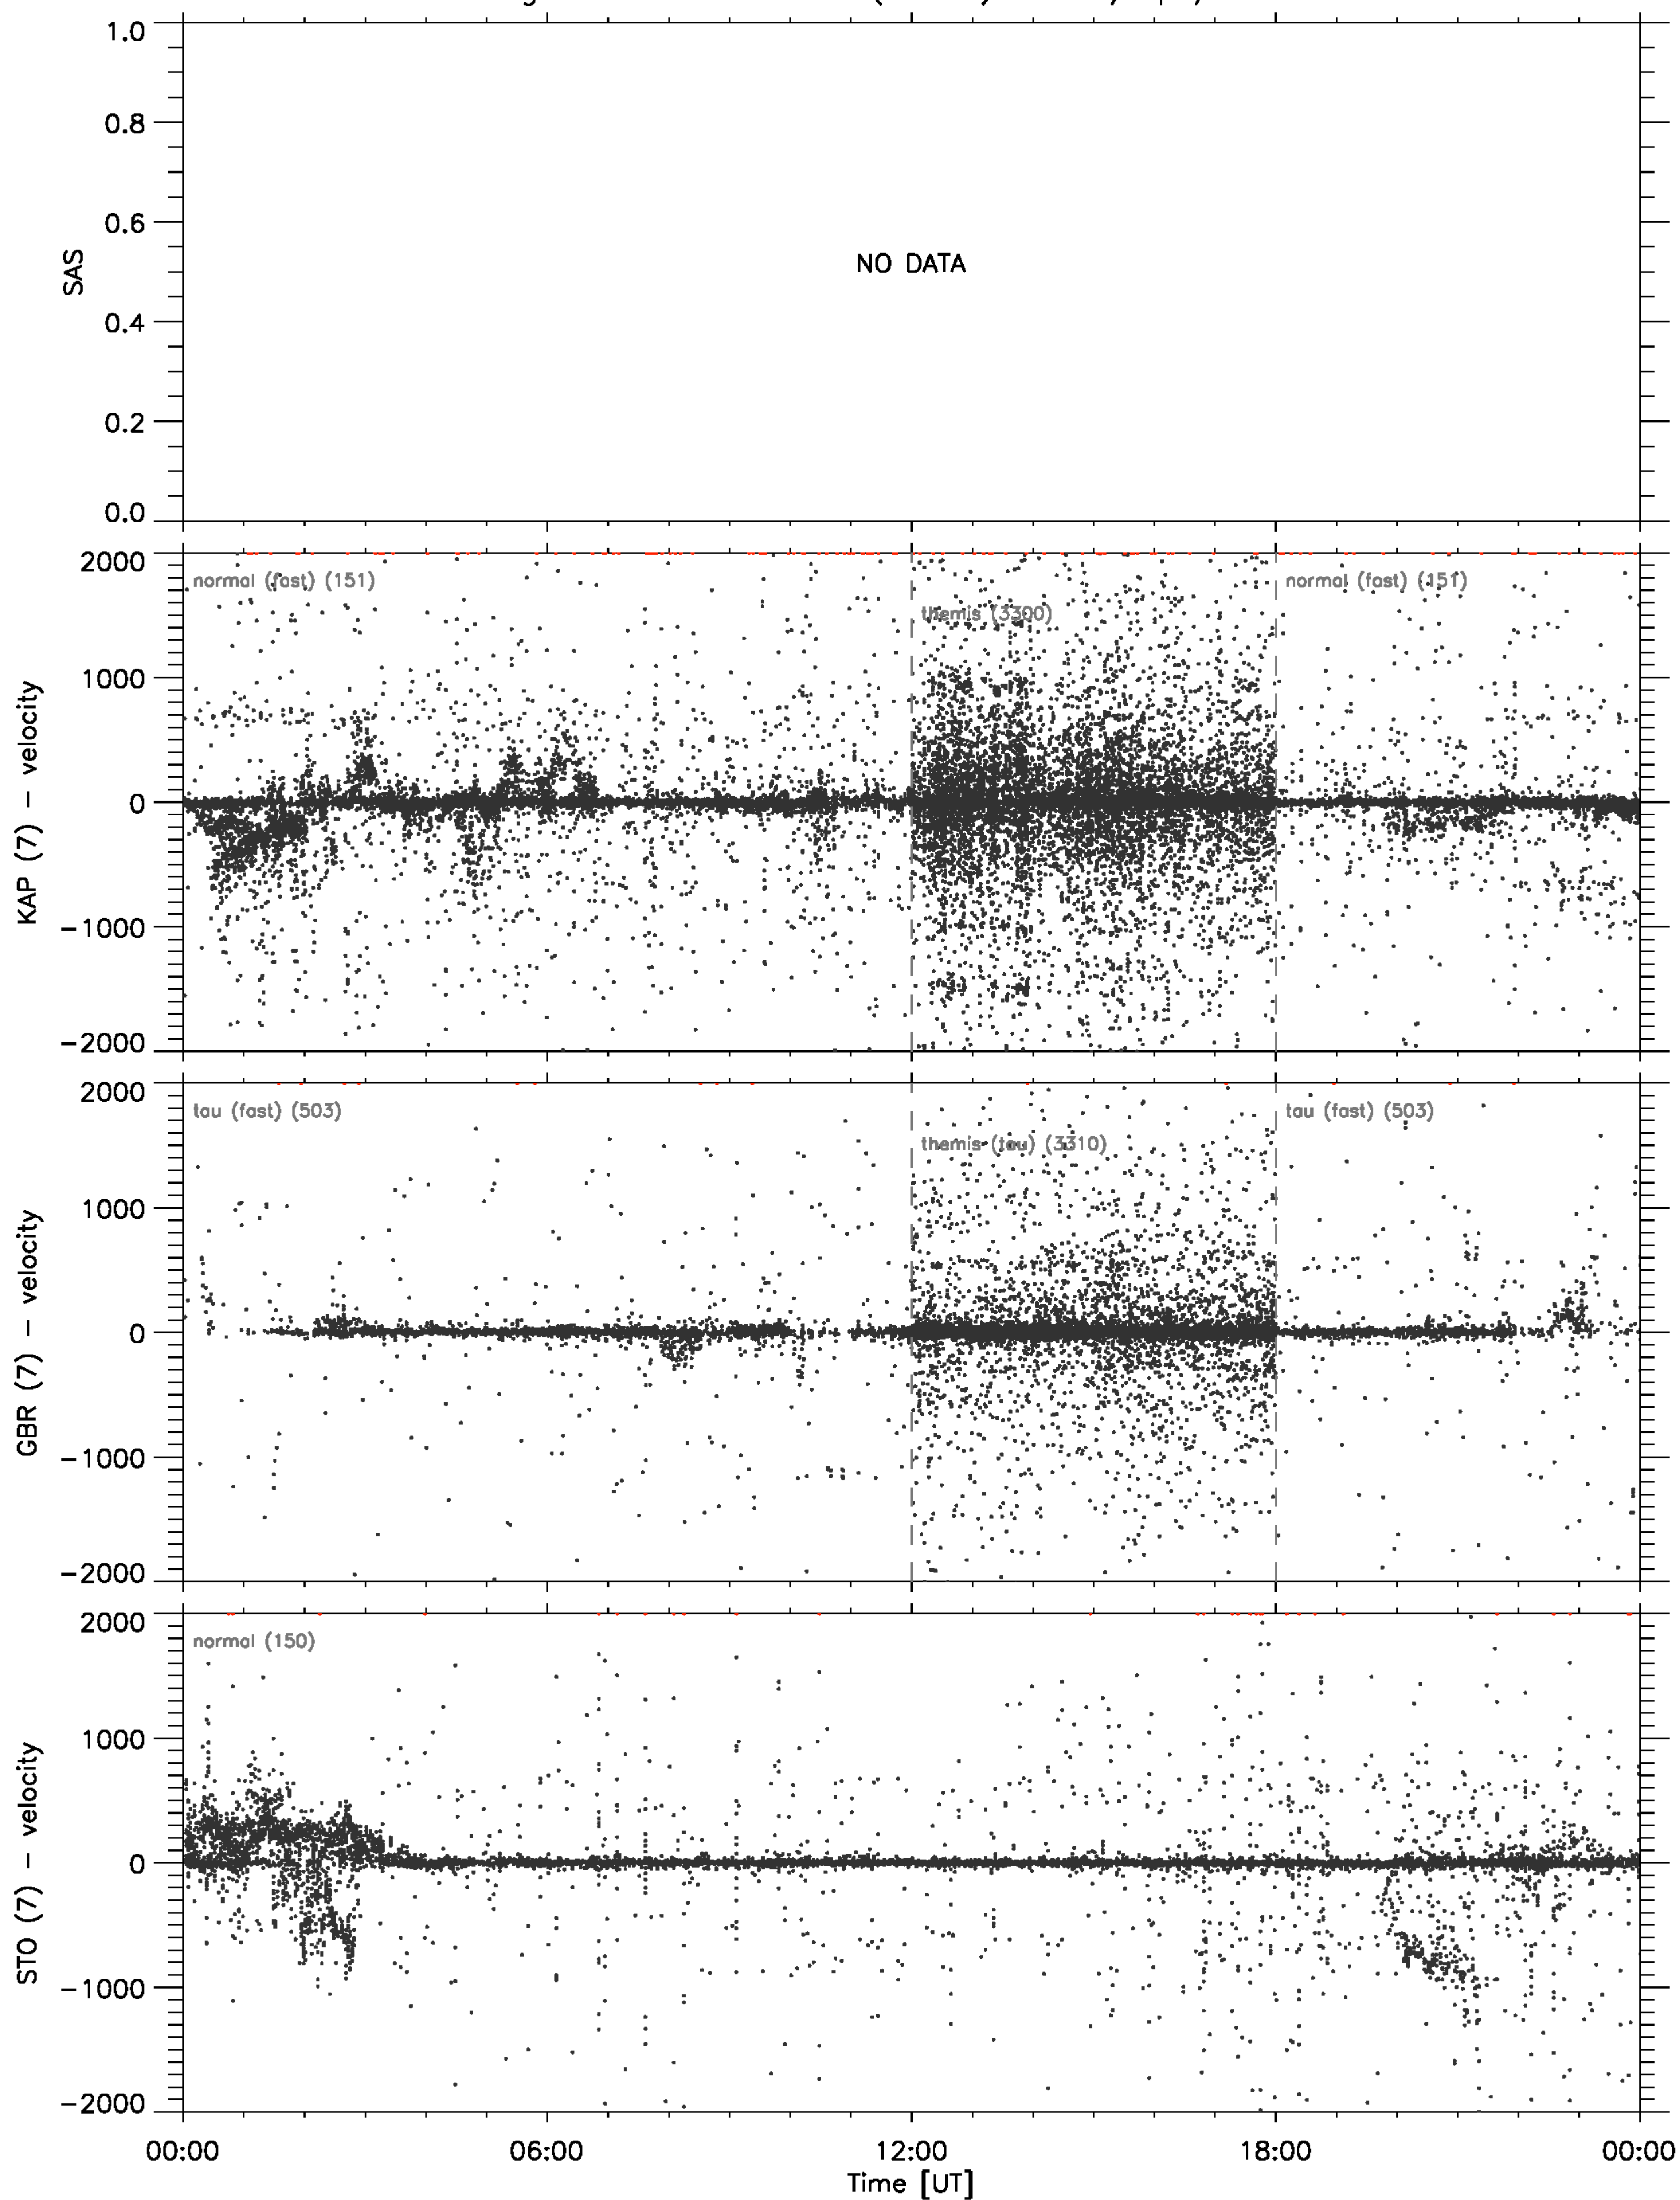 1.0
0.8
0.6
0.4
0.2
0.0
SAS
NO DATA
2000
1000
0
−1000
−2000
KAP (7) − velocity
normal (fast) (151)
themis (3300)
normal (fast) (151)
2000
1000
0
−1000
−2000
GBR (7) − velocity
tau (fast) (503)
themis (tau) (3310)
tau (fast) (503)
2000
1000
0
−1000
−2000
STO (7) − velocity
normal (150)
00:00 06:00 12:00 18:00 00:00
Time [UT]